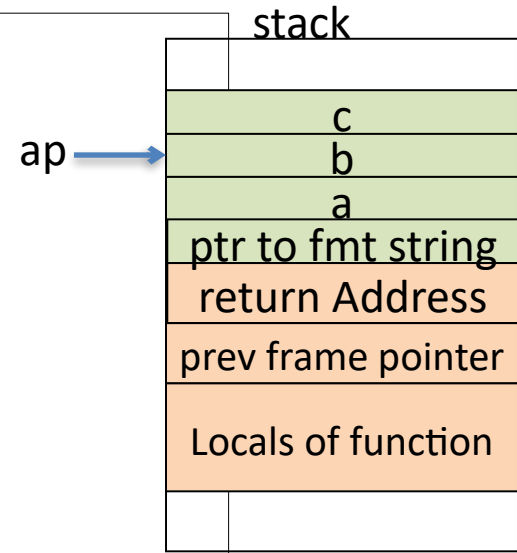 stack
c
ap
b
a
ptr to fmt string
return Address
prev frame pointer
Locals of function